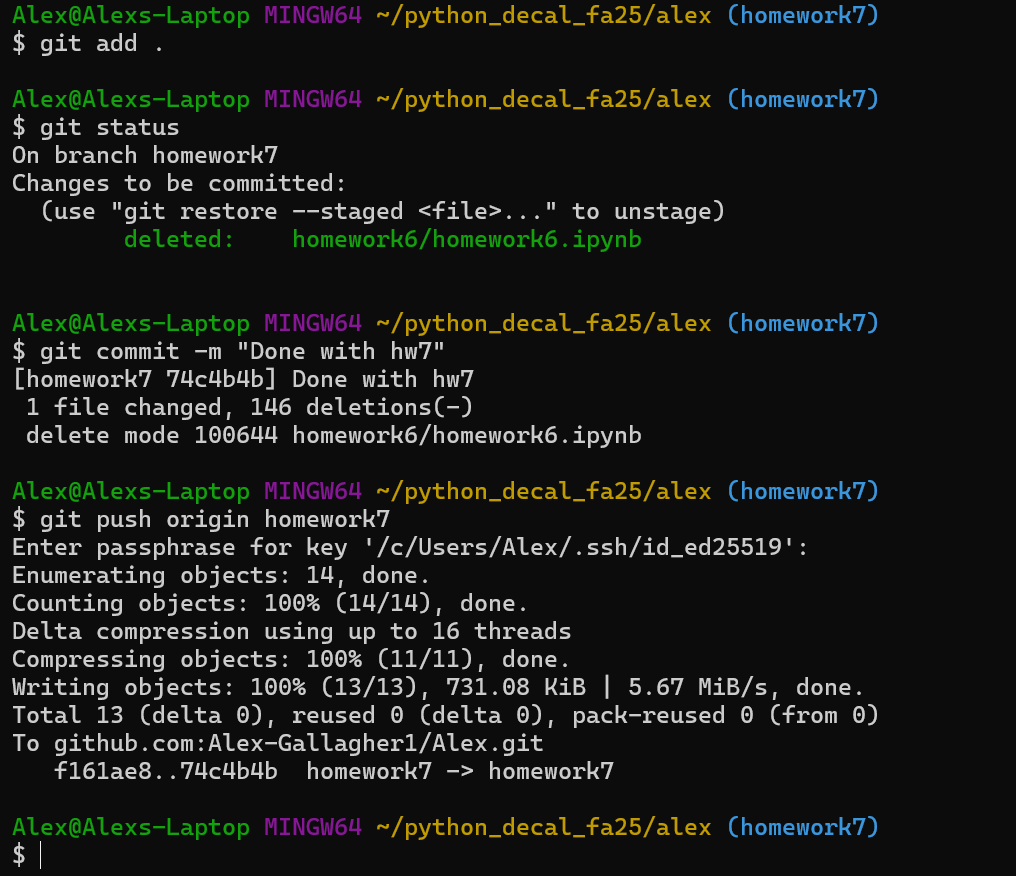 Alex@Alexs-Laptop MINGW64 ~/python_decal_fa25/alex (homework7)
$ git add .
Alex@Alexs-Laptop MINGW64 ~/python_decal_fa25/alex (homework7)
$ git status
On branch homework7
Changes to be committed:
  (use "git restore --staged <file>..." to unstage)
        deleted:    homework6/homework6.ipynb
Alex@Alexs-Laptop MINGW64 ~/python_decal_fa25/alex (homework7)
$ git commit -m "Done with hw7"
[homework7 74c4b4b] Done with hw7
 1 file changed, 146 deletions(-)
 delete mode 100644 homework6/homework6.ipynb
Alex@Alexs-Laptop MINGW64 ~/python_decal_fa25/alex (homework7)
$ git push origin homework7
Enter passphrase for key '/c/Users/Alex/.ssh/id_ed25519':
Enumerating objects: 14, done.
Counting objects: 100% (14/14), done.
Delta compression using up to 16 threads
Compressing objects: 100% (11/11), done.
Writing objects: 100% (13/13), 731.08 KiB | 5.67 MiB/s, done.
Total 13 (delta 0), reused 0 (delta 0), pack-reused 0 (from 0)
To github.com:Alex-Gallagher1/Alex.git
   f161ae8..74c4b4b  homework7 -> homework7
Alex@Alexs-Laptop MINGW64 ~/python_decal_fa25/alex (homework7)
$